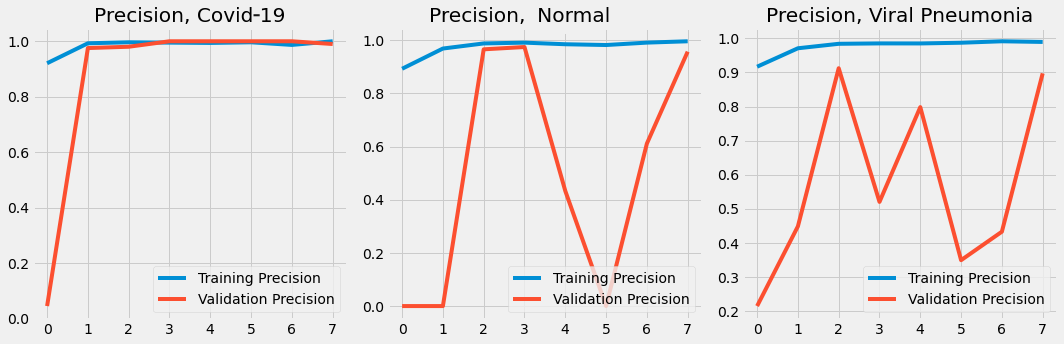 Precision, Covid-19
1.0
0.8
0.6
0.4
0.2
0.0
0 1 2 3 4 5 6 7
Training Precision
Validation Precision
Precision,  Normal
1.0
0.8
0.6
0.4
0.2
0.0
0 1 2 3 4 5 6 7
Training Precision
Validation Precision
Precision, Viral Pneumonia
1.0
0.9
0.8
0.7
0.6
0.5
0.4
0.3
0.2
0 1 2 3 4 5 6 7
Training Precision
Validation Precision